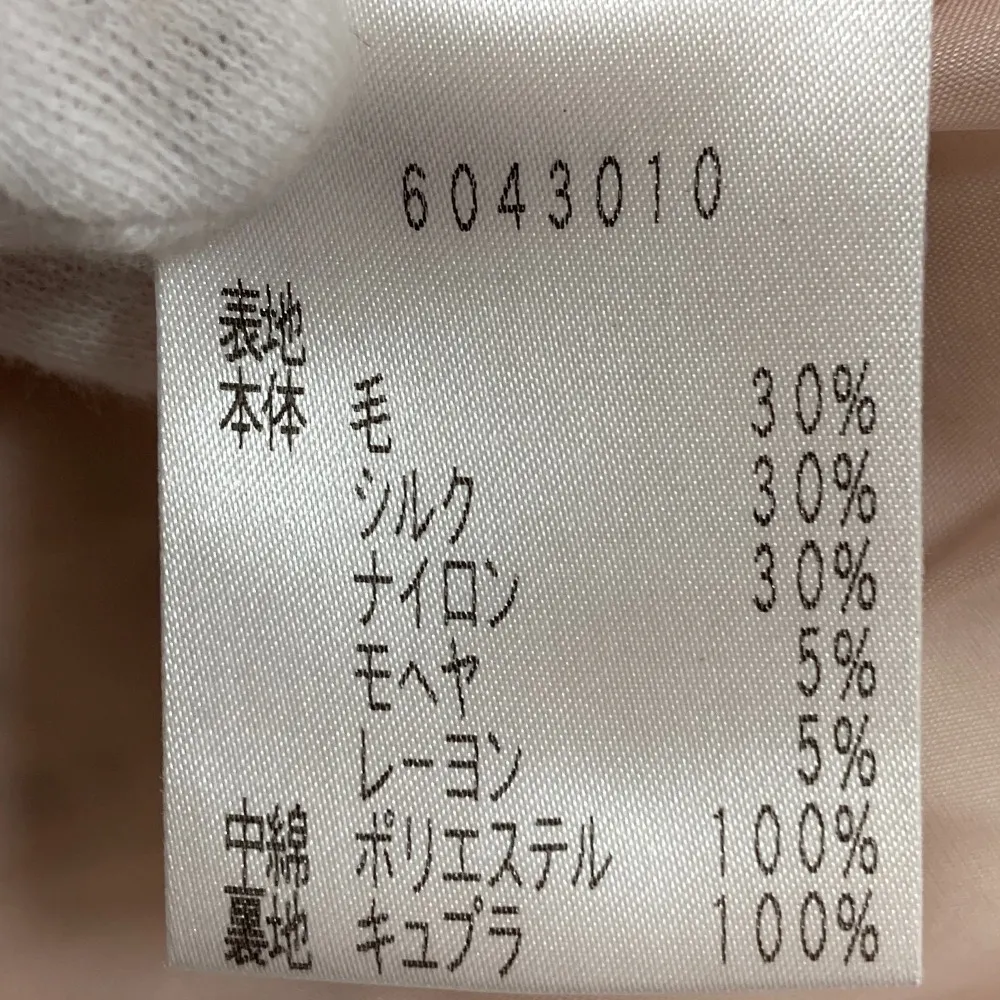 6043010
表地
本体 毛 30%
シルク 30%
ナイロン 30%
モヘヤ 5%
レーヨン 5%
中綿 ポリエステル 100%
裏地 キュプラ 100%